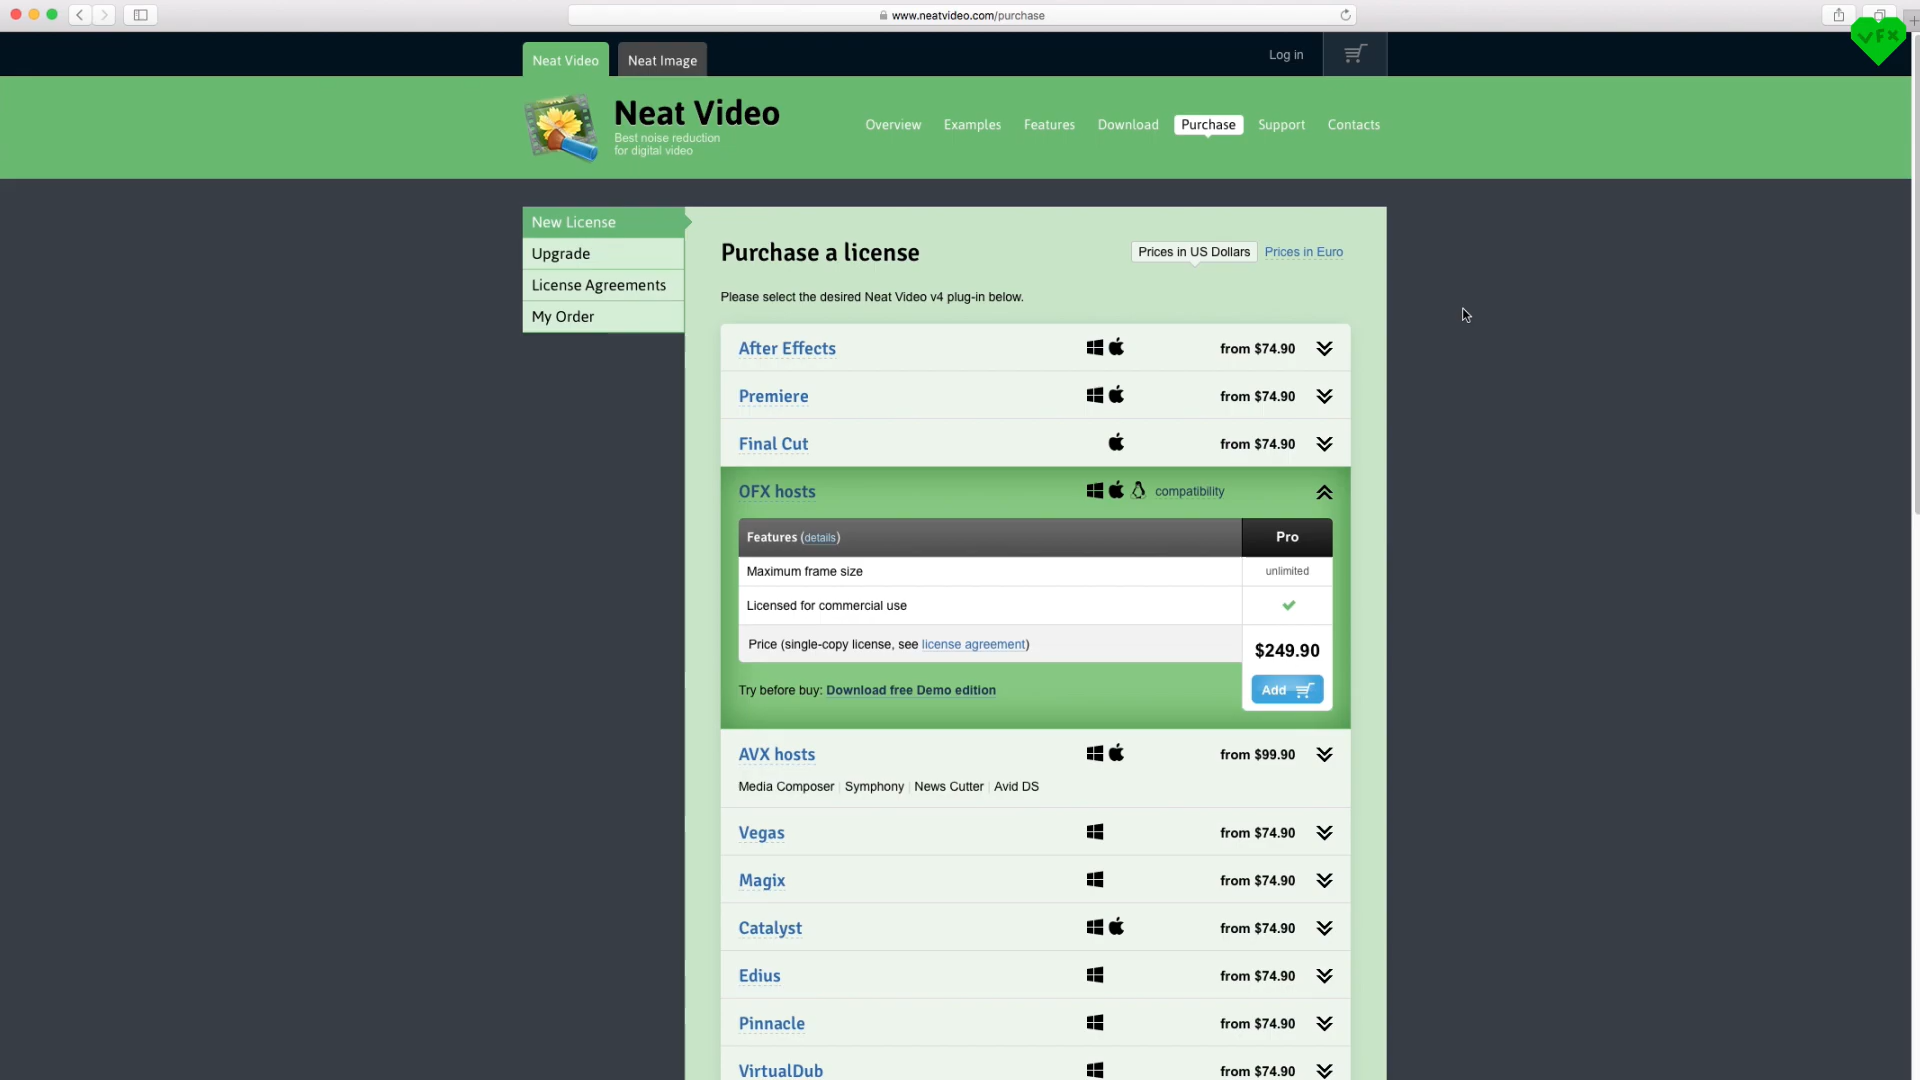 www.neatvideo.com/purchase
VFX
Neat Video
Neat Image
Log in
Neat Video
Best noise reduction
for digital video
Overview
Examples
Features
Download
Purchase
Support
Contacts
New License
Upgrade
License Agreements
My Order
Purchase a license
Prices in US Dollars
Prices in Euro
Please select the desired Neat Video v4 plug-in below.
After Effects from $74.90
Premiere from $74.90
Final Cut from $74.90
OFX hosts compatibility
Features (details) Pro
Maximum frame size unlimited
Licensed for commercial use
Price (single-copy license, see license agreement) $249.90
Try before buy: Download free Demo edition Add
AVX hosts from $99.90
Media Composer | Symphony | News Cutter | Avid DS
Vegas from $74.90
Magix from $74.90
Catalyst from $74.90
Edius from $74.90
Pinnacle from $74.90
VirtualDub from $74.90